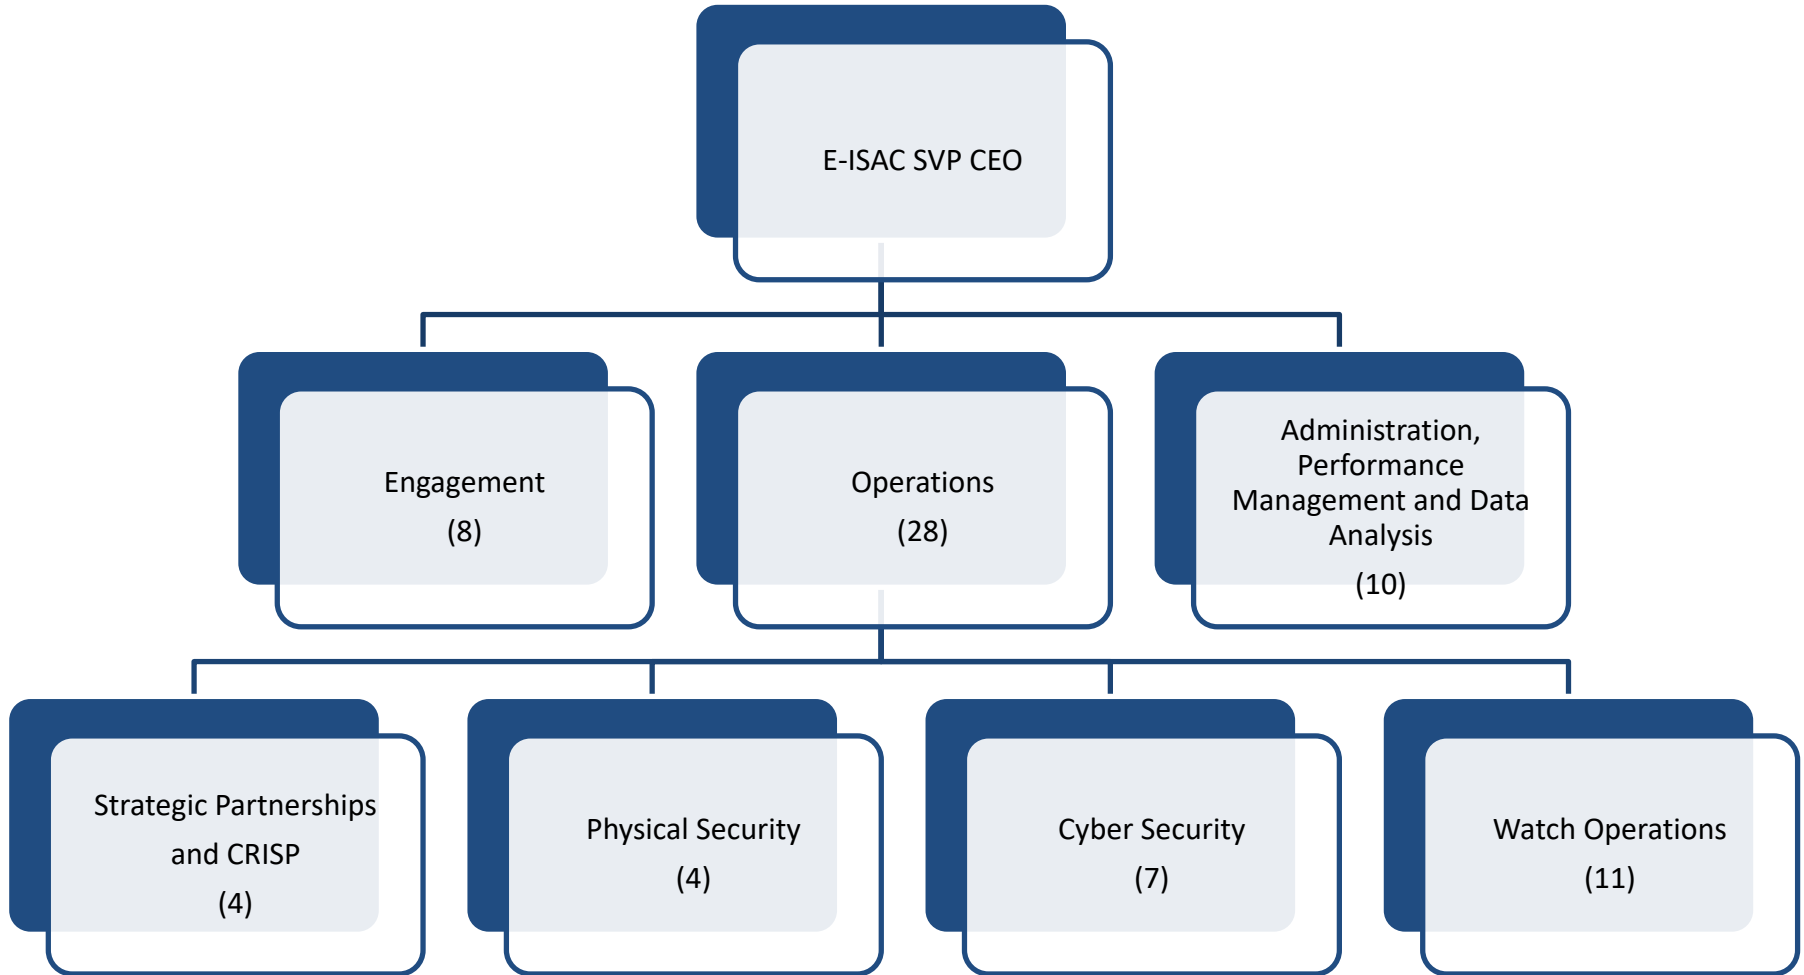 E-ISAC SVP CEO
Engagement
(8)
Operations
(28)
Administration,
Performance
Management and Data
Analysis
(10)
Strategic Partnerships
and CRISP
(4)
Physical Security
(4)
Cyber Security
(7)
Watch Operations
(11)